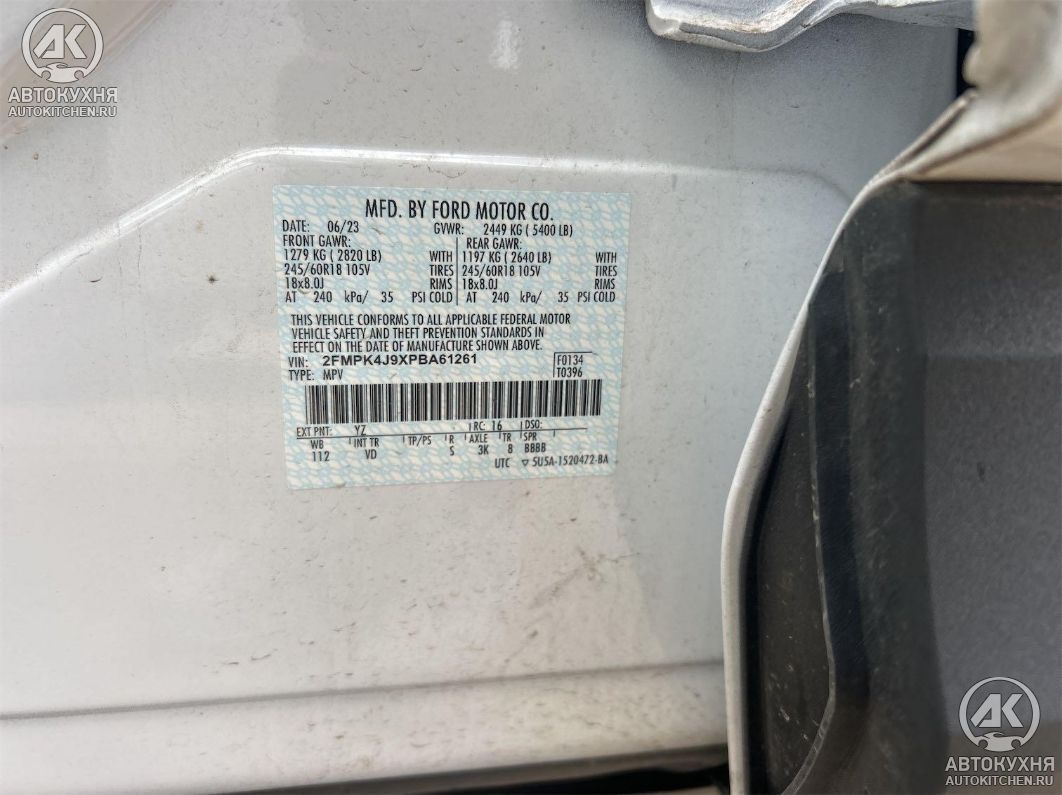 АК
АВТОКУХНЯ
AUTOKITCHEN.RU
MFD. BY FORD MOTOR CO.
DATE: 06/23 GVWR: 2449 KG ( 5400 LB)
FRONT GAWR: REAR GAWR:
1279 KG ( 2820 LB) WITH 1197 KG ( 2640 LB) WITH
245/60R18 105V TIRES 245/60R18 105V TIRES
18x8.0J RIMS 18x8.0J RIMS
AT 240 kPa/ 35 PSI COLD AT 240 kPa/ 35 PSI COLD
THIS VEHICLE CONFORMS TO ALL APPLICABLE FEDERAL MOTOR
VEHICLE SAFETY AND THEFT PREVENTION STANDARDS IN
EFFECT ON THE DATE OF MANUFACTURE SHOWN ABOVE.
VIN: 2FMPK4J9XPBA61261 F0134
TYPE: MPV T0396
EXT PNT: YZ RC: 16 DSO:
WB INT TR TP/PS R AXLE TR SPR
112 VD S 3K 8 BBBB
UTC ▽ 5U5A-1520472-BA
АК
АВТОКУХНЯ
AUTOKITCHEN.RU